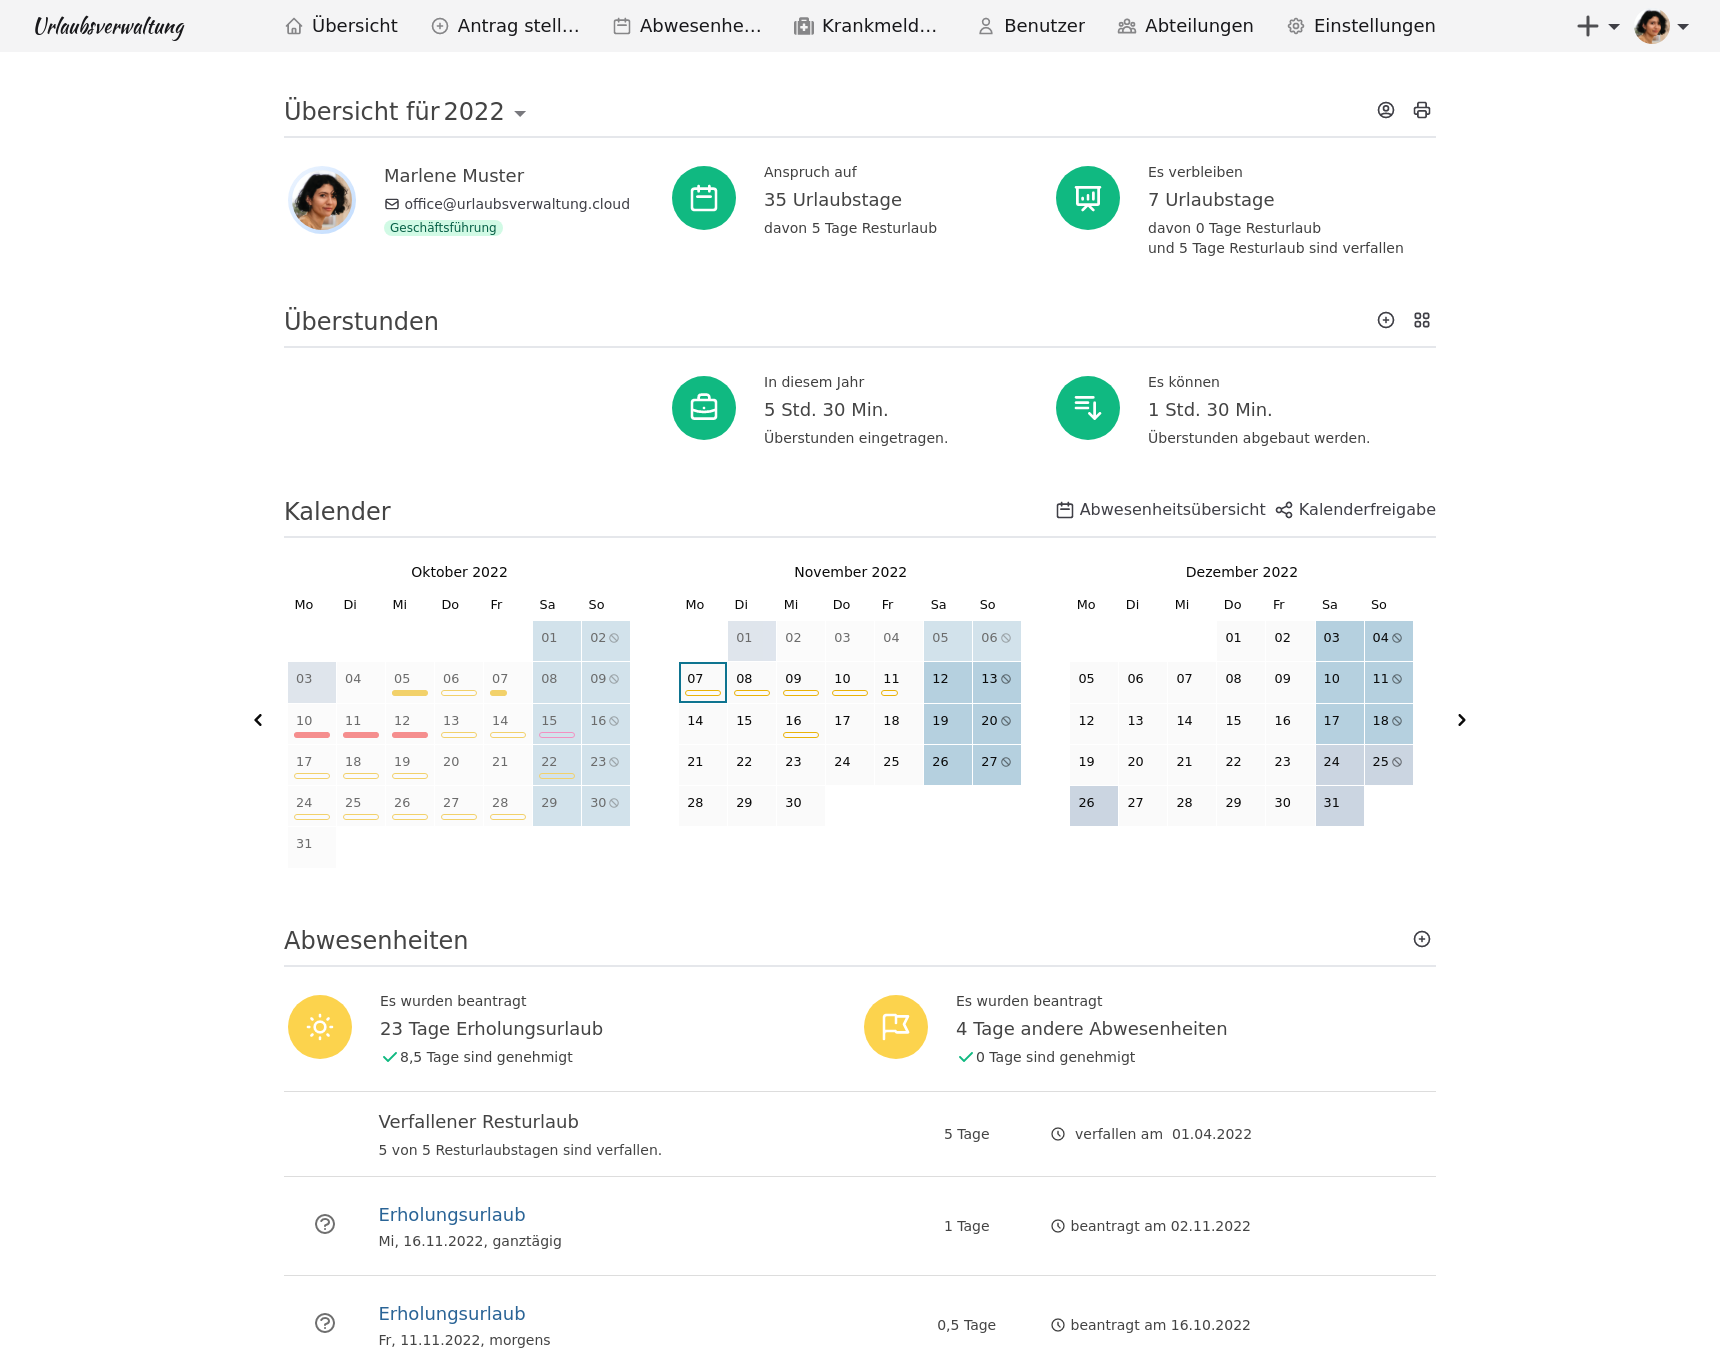 Urlaubsverwaltung
Übersicht
Antrag stell...
Abwesenhe...
Krankmeld...
Benutzer
Abteilungen
Einstellungen
Übersicht für 2022
Marlene Muster
office@urlaubsverwaltung.cloud
Geschäftsführung
Anspruch auf
35 Urlaubstage
davon 5 Tage Resturlaub
Es verbleiben
7 Urlaubstage
davon 0 Tage Resturlaub
und 5 Tage Resturlaub sind verfallen
Überstunden
In diesem Jahr
5 Std. 30 Min.
Überstunden eingetragen.
Es können
1 Std. 30 Min.
Überstunden abgebaut werden.
Kalender
Abwesenheitsübersicht
Kalenderfreigabe
Oktober 2022
Mo Di Mi Do Fr Sa So
01 02
03 04 05 06 07 08 09
10 11 12 13 14 15 16
17 18 19 20 21 22 23
24 25 26 27 28 29 30
31
November 2022
Mo Di Mi Do Fr Sa So
01 02 03 04 05 06
07 08 09 10 11 12 13
14 15 16 17 18 19 20
21 22 23 24 25 26 27
28 29 30
Dezember 2022
Mo Di Mi Do Fr Sa So
01 02 03 04
05 06 07 08 09 10 11
12 13 14 15 16 17 18
19 20 21 22 23 24 25
26 27 28 29 30 31
Abwesenheiten
Es wurden beantragt
23 Tage Erholungsurlaub
8,5 Tage sind genehmigt
Es wurden beantragt
4 Tage andere Abwesenheiten
0 Tage sind genehmigt
Verfallener Resturlaub
5 von 5 Resturlaubstagen sind verfallen.
5 Tage
verfallen am 01.04.2022
Erholungsurlaub
Mi, 16.11.2022, ganztägig
1 Tage
beantragt am 02.11.2022
Erholungsurlaub
Fr, 11.11.2022, morgens
0,5 Tage
beantragt am 16.10.2022